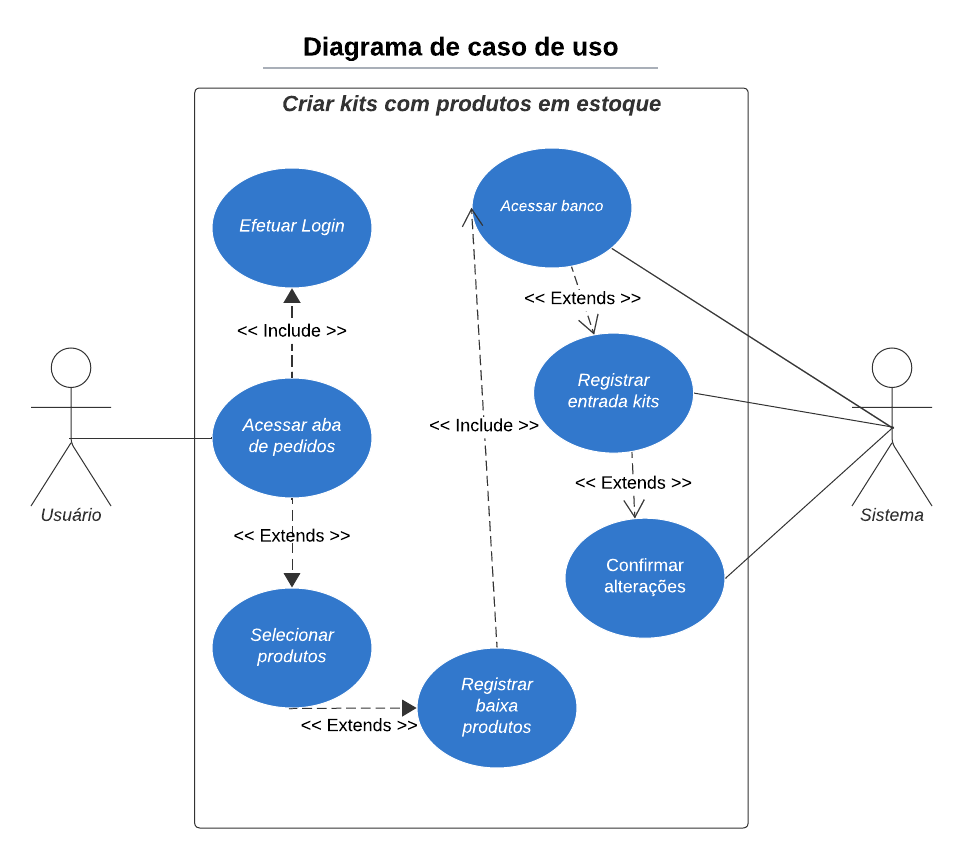 Diagrama de caso de uso
Criar kits com produtos em estoque
Efetuar Login
Acessar banco
<< Extends >>
<< Include >>
Registrar
entrada kits
Acessar aba
de pedidos
<< Include >>
<< Extends >>
Usuário
Sistema
<< Extends >>
Confirmar
alterações
Selecionar
produtos
Registrar
baixa
produtos
<< Extends >>